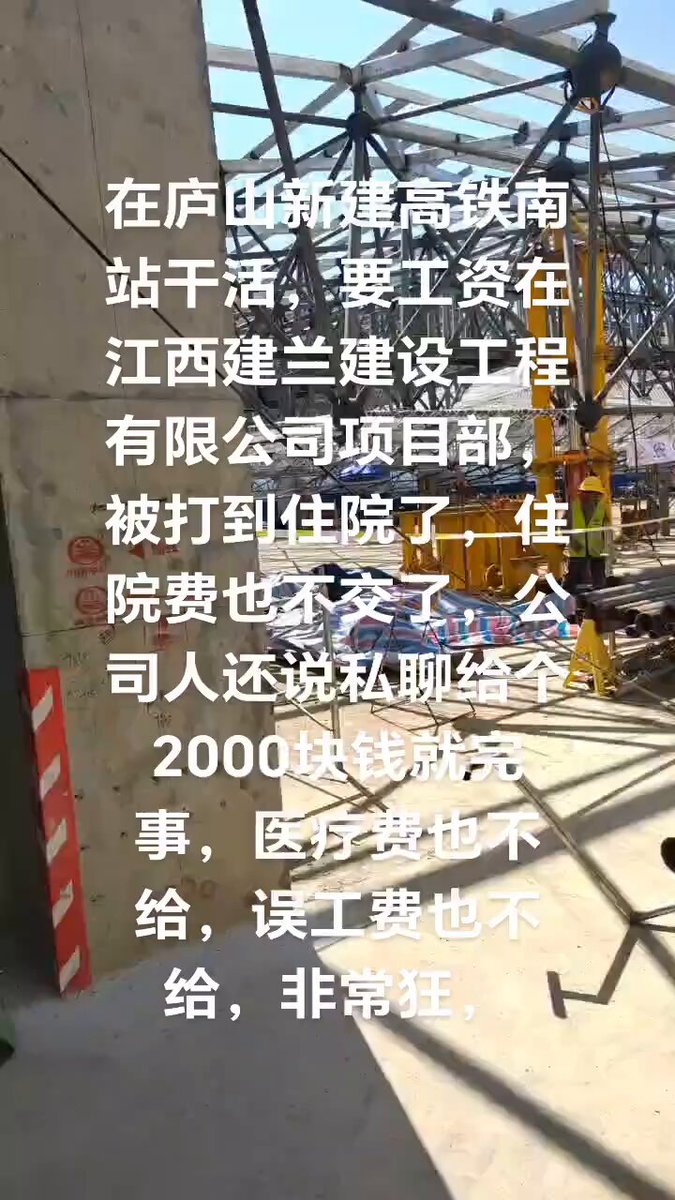 在庐山新建高铁南
站干活，要工资在
江西建兰建设工程
有限公司项目部，
被打到住院了，住
院费也不交了，公
司人还说私聊给个
2000块钱就完
事，医疗费也不
给，误工费也不
给，非常狂，